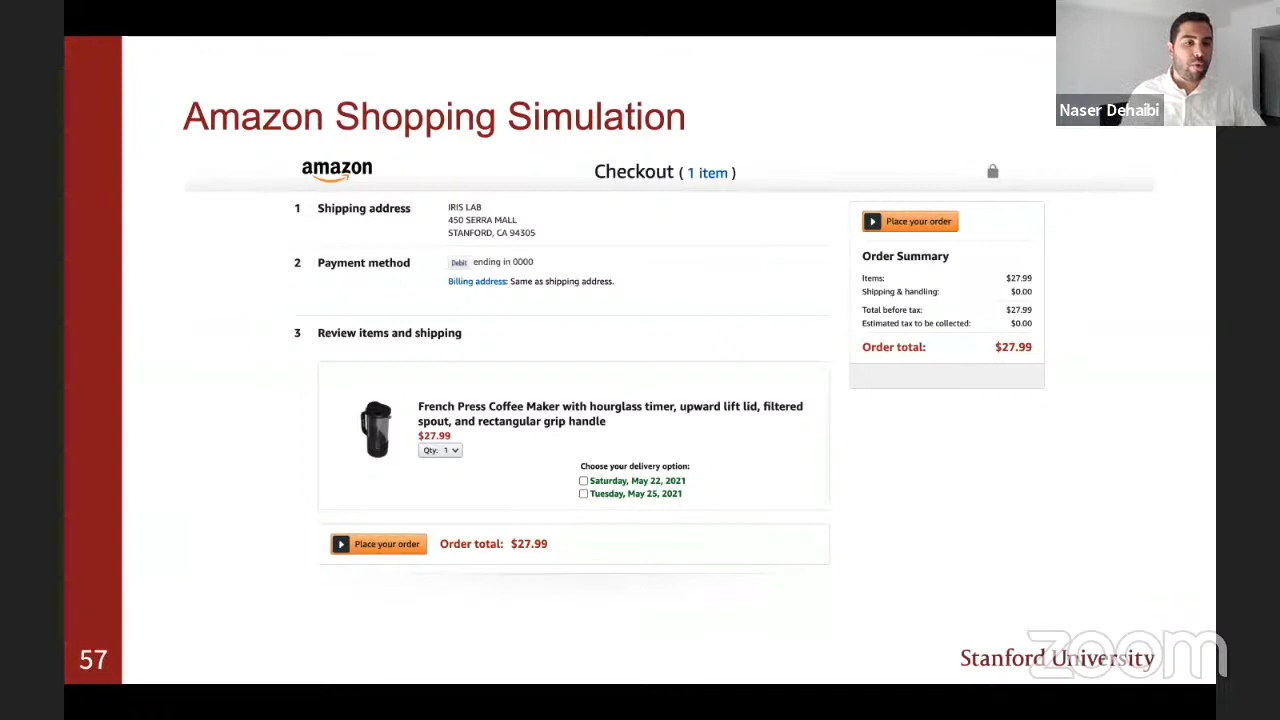 Amazon Shopping Simulation
Naser Dehaibi
amazon
Checkout ( 1 item )
1 Shipping address
IRIS LAB
450 SERRA MALL
STANFORD, CA 94305
2 Payment method
Debit ending in 0000
Billing address: Same as shipping address.
3 Review items and shipping
French Press Coffee Maker with hourglass timer, upward lift lid, filtered
spout, and rectangular grip handle
$27.99
Qty: 1
Choose your delivery option:
Saturday, May 22, 2021
Tuesday, May 25, 2021
Place your order Order total: $27.99
Place your order
Order Summary
Items: $27.99
Shipping & handling: $0.00
Total before tax: $27.99
Estimated tax to be collected: $0.00
Order total: $27.99
57
Stanford University
zoom